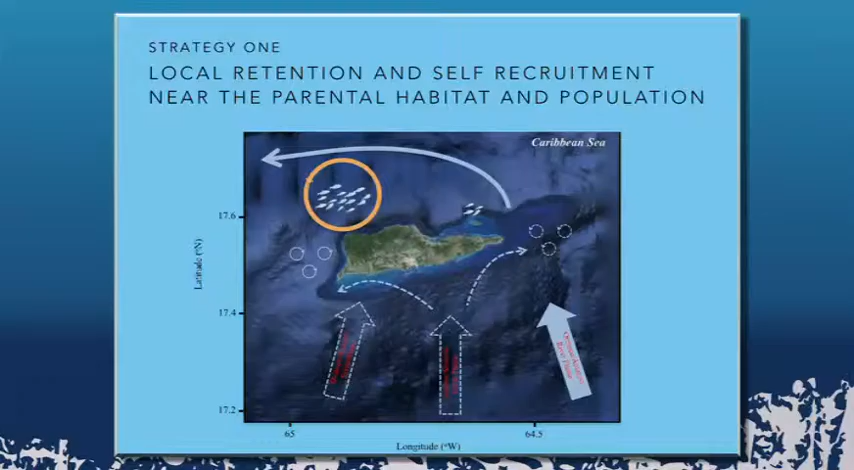 STRATEGY ONE
LOCAL RETENTION AND SELF RECRUITMENT
NEAR THE PARENTAL HABITAT AND POPULATION
Caribbean Sea
17.6
17.4
17.2
Latitude (°N)
65
64.5
Longitude (°W)